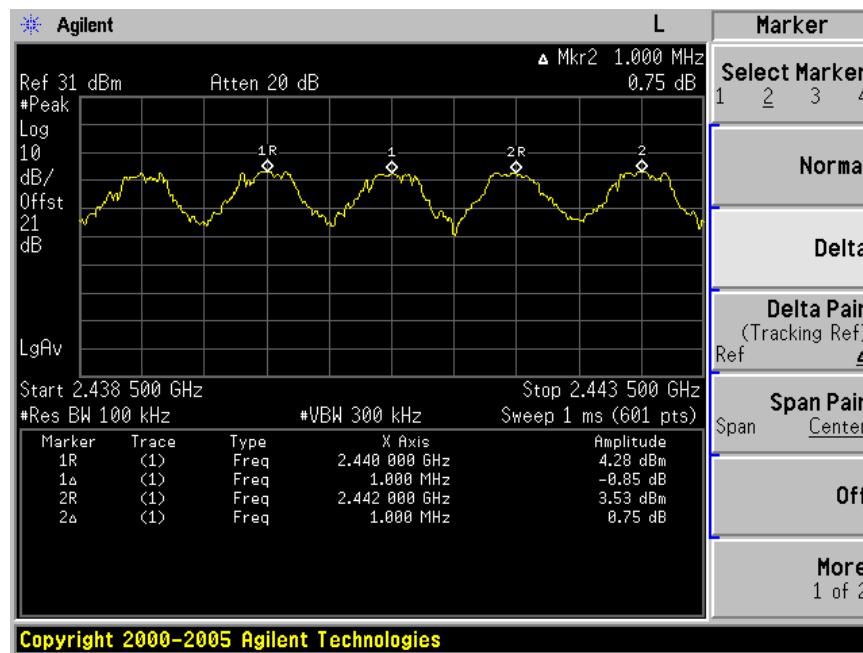 Agilent L Marker
▵ Mkr2 1.000 MHz
Ref 31 dBm Atten 20 dB 0.75 dB
#Peak
Log
10
dB/
Offst
21
dB
1R 1 2R 2
LgAv
Start 2.438 500 GHz Stop 2.443 500 GHz
#Res BW 100 kHz #VBW 300 kHz Sweep 1 ms (601 pts)
Marker Trace Type X Axis Amplitude
1R (1) Freq 2.440 000 GHz 4.28 dBm
1▵ (1) Freq 1.000 MHz -0.85 dB
2R (1) Freq 2.442 000 GHz 3.53 dBm
2▵ (1) Freq 1.000 MHz 0.75 dB
Select Marker
1 2 3 4
Norma
Delta
Delta Pair
(Tracking Ref)
Ref ▵
Span Pair
Span Center
Off
More
1 of 2
Copyright 2000-2005 Agilent Technologies